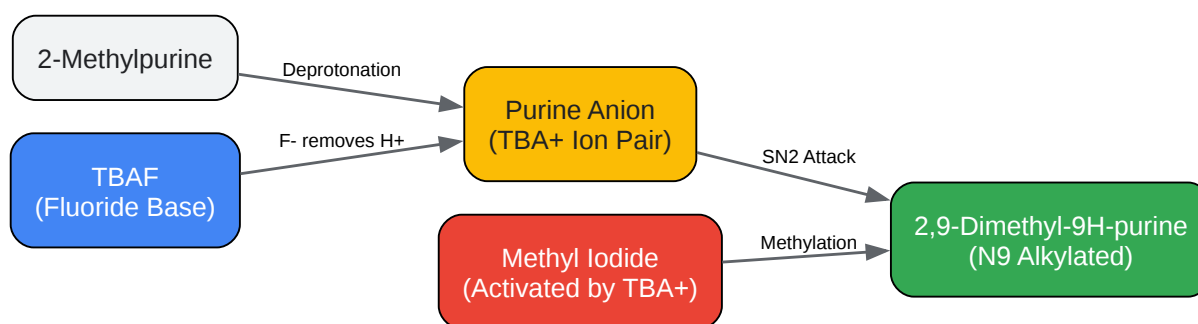 2-Methylpurine
Deprotonation
TBAF
(Fluoride Base)
F- removes H+
Purine Anion
(TBA+ Ion Pair)
SN2 Attack
Methyl Iodide
(Activated by TBA+)
Methylation
2,9-Dimethyl-9H-purine
(N9 Alkylated)